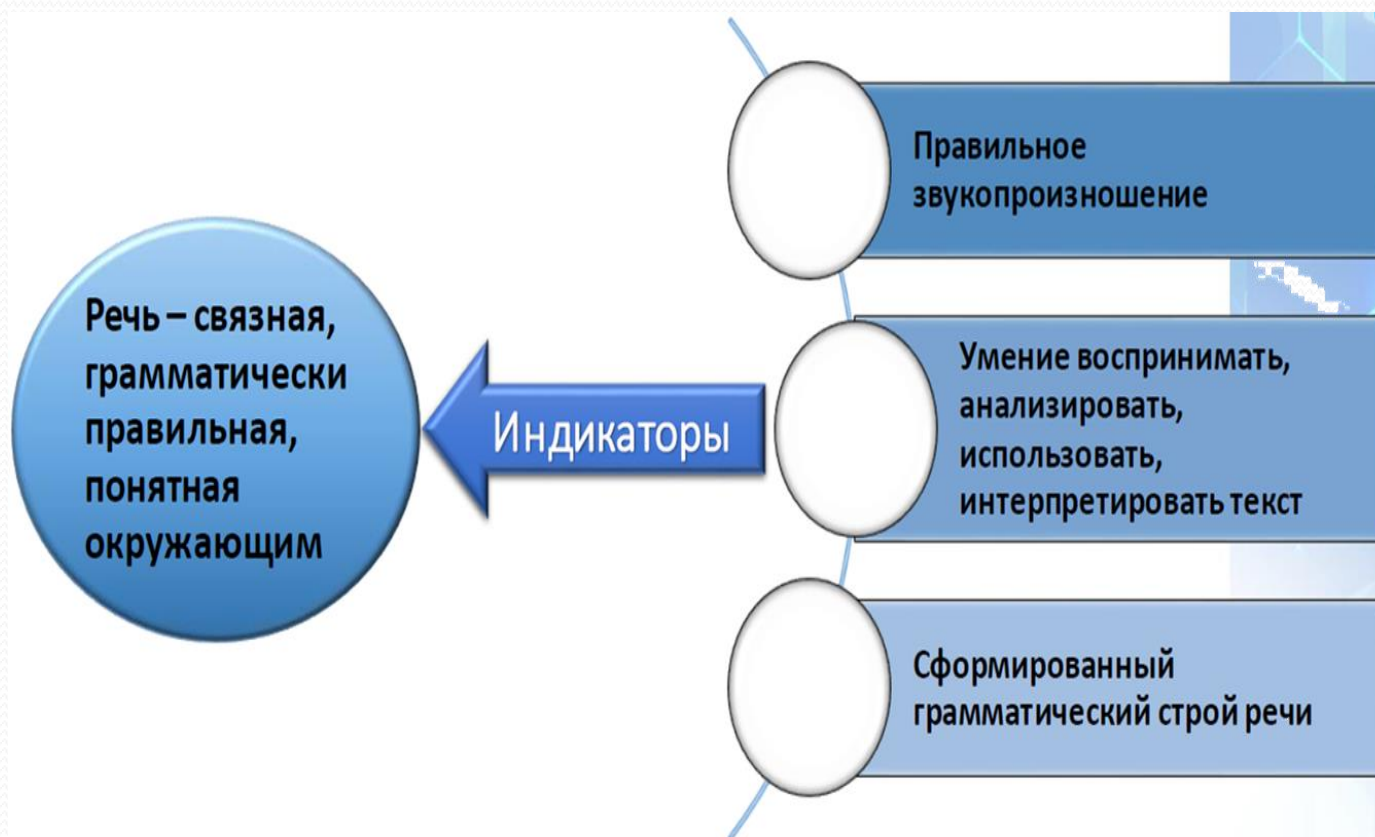 Речь – связная,
грамматически
правильная,
понятная
окружающим
Индикаторы
Правильное
звукопроизношение
Умение воспринимать,
анализировать,
использовать,
интерпретировать текст
Сформированный
грамматический строй речи